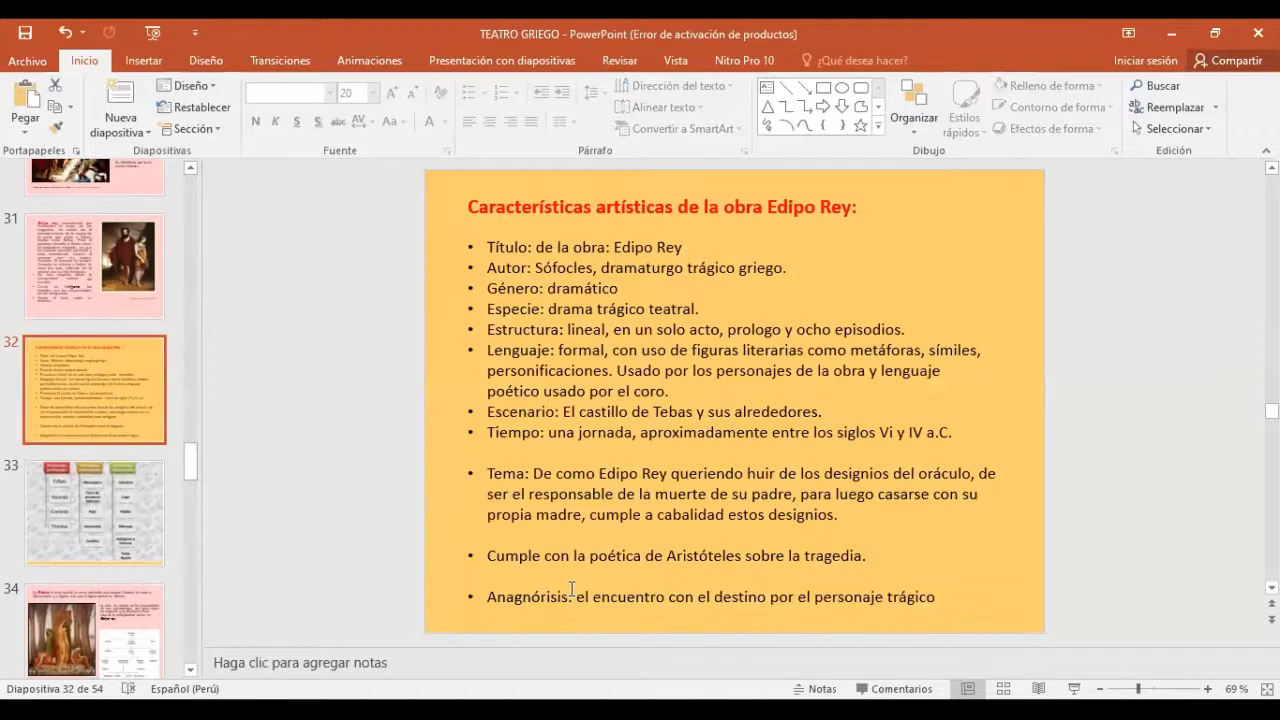 TEATRO GRIEGO - PowerPoint (Error de activación de productos)
Archivo Inicio Insertar Diseño Transiciones Animaciones Presentación con diapositivas Revisar Vista Nitro Pro 10 ¿Qué desea hacer? Iniciar sesión Compartir
Pegar
Portapapeles
Nueva diapositiva
Diseño
Restablecer
Sección
Diapositivas
20
N K S S abc AV Aa A
Fuente
Dirección del texto
Alinear texto
Convertir a SmartArt
Párrafo
Organizar
Estilos rápidos
Relleno de forma
Contorno de forma
Efectos de forma
Dibujo
Buscar
Reemplazar
Seleccionar
Edición
31
32
33
34
Características artísticas de la obra Edipo Rey:
• Título: de la obra: Edipo Rey
• Autor: Sófocles, dramaturgo trágico griego.
• Género: dramático
• Especie: drama trágico teatral.
• Estructura: lineal, en un solo acto, prologo y ocho episodios.
• Lenguaje: formal, con uso de figuras literarias como metáforas, símiles,
personificaciones. Usado por los personajes de la obra y lenguaje
poético usado por el coro.
• Escenario: El castillo de Tebas y sus alrededores.
• Tiempo: una jornada, aproximadamente entre los siglos Vi y IV a.C.
• Tema: De como Edipo Rey queriendo huir de los designios del oráculo, de
ser el responsable de la muerte de su padre, para luego casarse con su
propia madre, cumple a cabalidad estos designios.
• Cumple con la poética de Aristóteles sobre la tragedia.
• Anagnórisis: el encuentro con el destino por el personaje trágico
Haga clic para agregar notas
Diapositiva 32 de 54 Español (Perú) Notas Comentarios 69 %